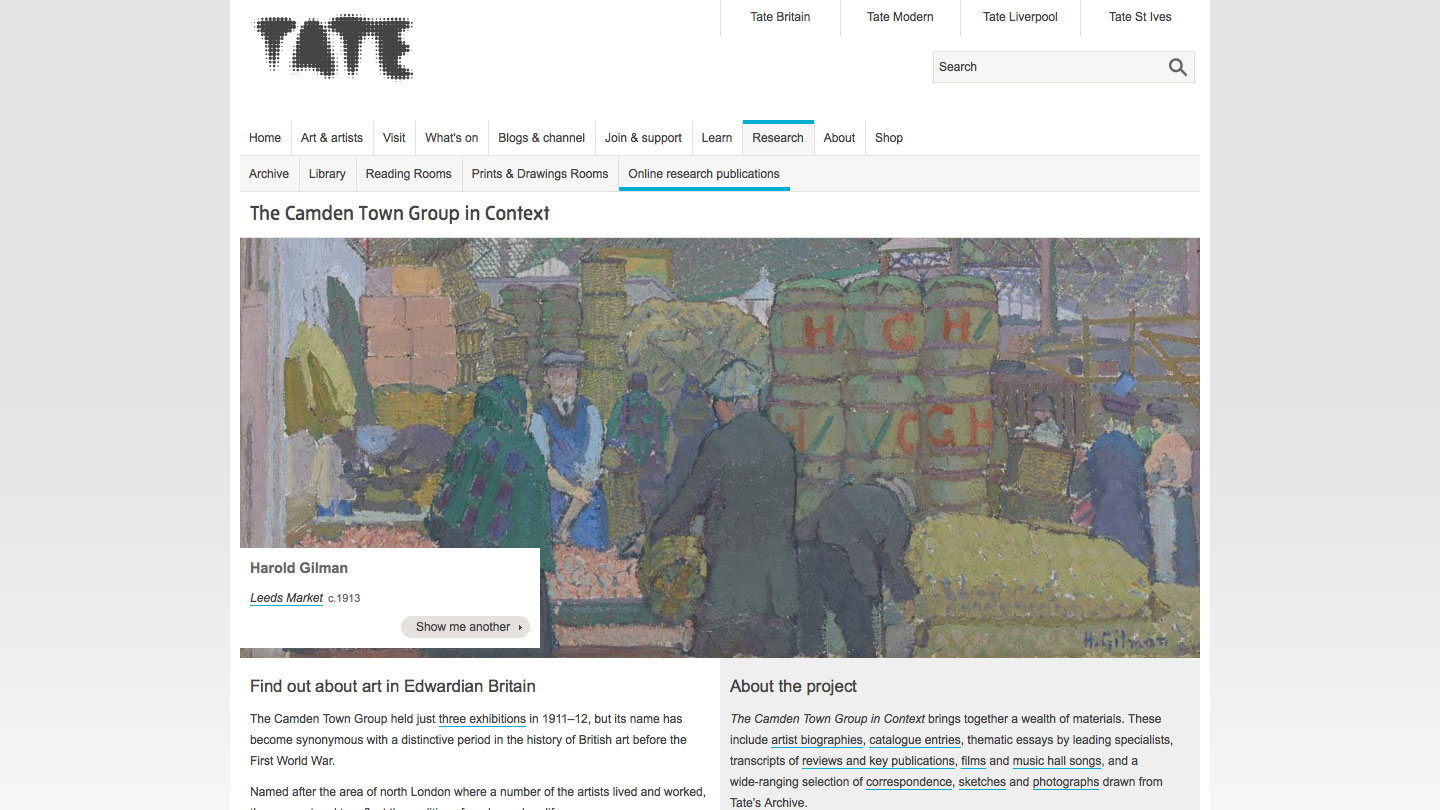 TATE
Tate Britain
Tate Modern
Tate Liverpool
Tate St Ives
Search
Home
Art & artists
Visit
What's on
Blogs & channel
Join & support
Learn
Research
About
Shop
Archive
Library
Reading Rooms
Prints & Drawings Rooms
Online research publications
The Camden Town Group in Context
H
G
H
H
G
G H
H. Gilman
Harold Gilman
Leeds Market c.1913
Show me another
Find out about art in Edwardian Britain
The Camden Town Group held just three exhibitions in 1911–12, but its name has
become synonymous with a distinctive period in the history of British art before the
First World War.
Named after the area of north London where a number of the artists lived and worked,
About the project
The Camden Town Group in Context brings together a wealth of materials. These
include artist biographies, catalogue entries, thematic essays by leading specialists,
transcripts of reviews and key publications, films and music hall songs, and a
wide-ranging selection of correspondence, sketches and photographs drawn from
Tate's Archive.